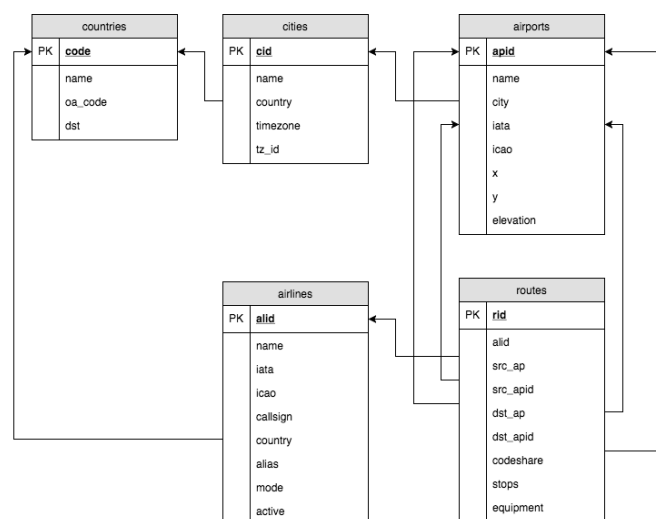 countries
PK code
name
oa_code
dst
cities
PK cid
name
country
timezone
tz_id
airports
PK apid
name
city
iata
icao
x
y
elevation
airlines
PK alid
name
iata
icao
callsign
country
alias
mode
active
routes
PK rid
alid
src_ap
src_apid
dst_ap
dst_apid
codeshare
stops
equipment